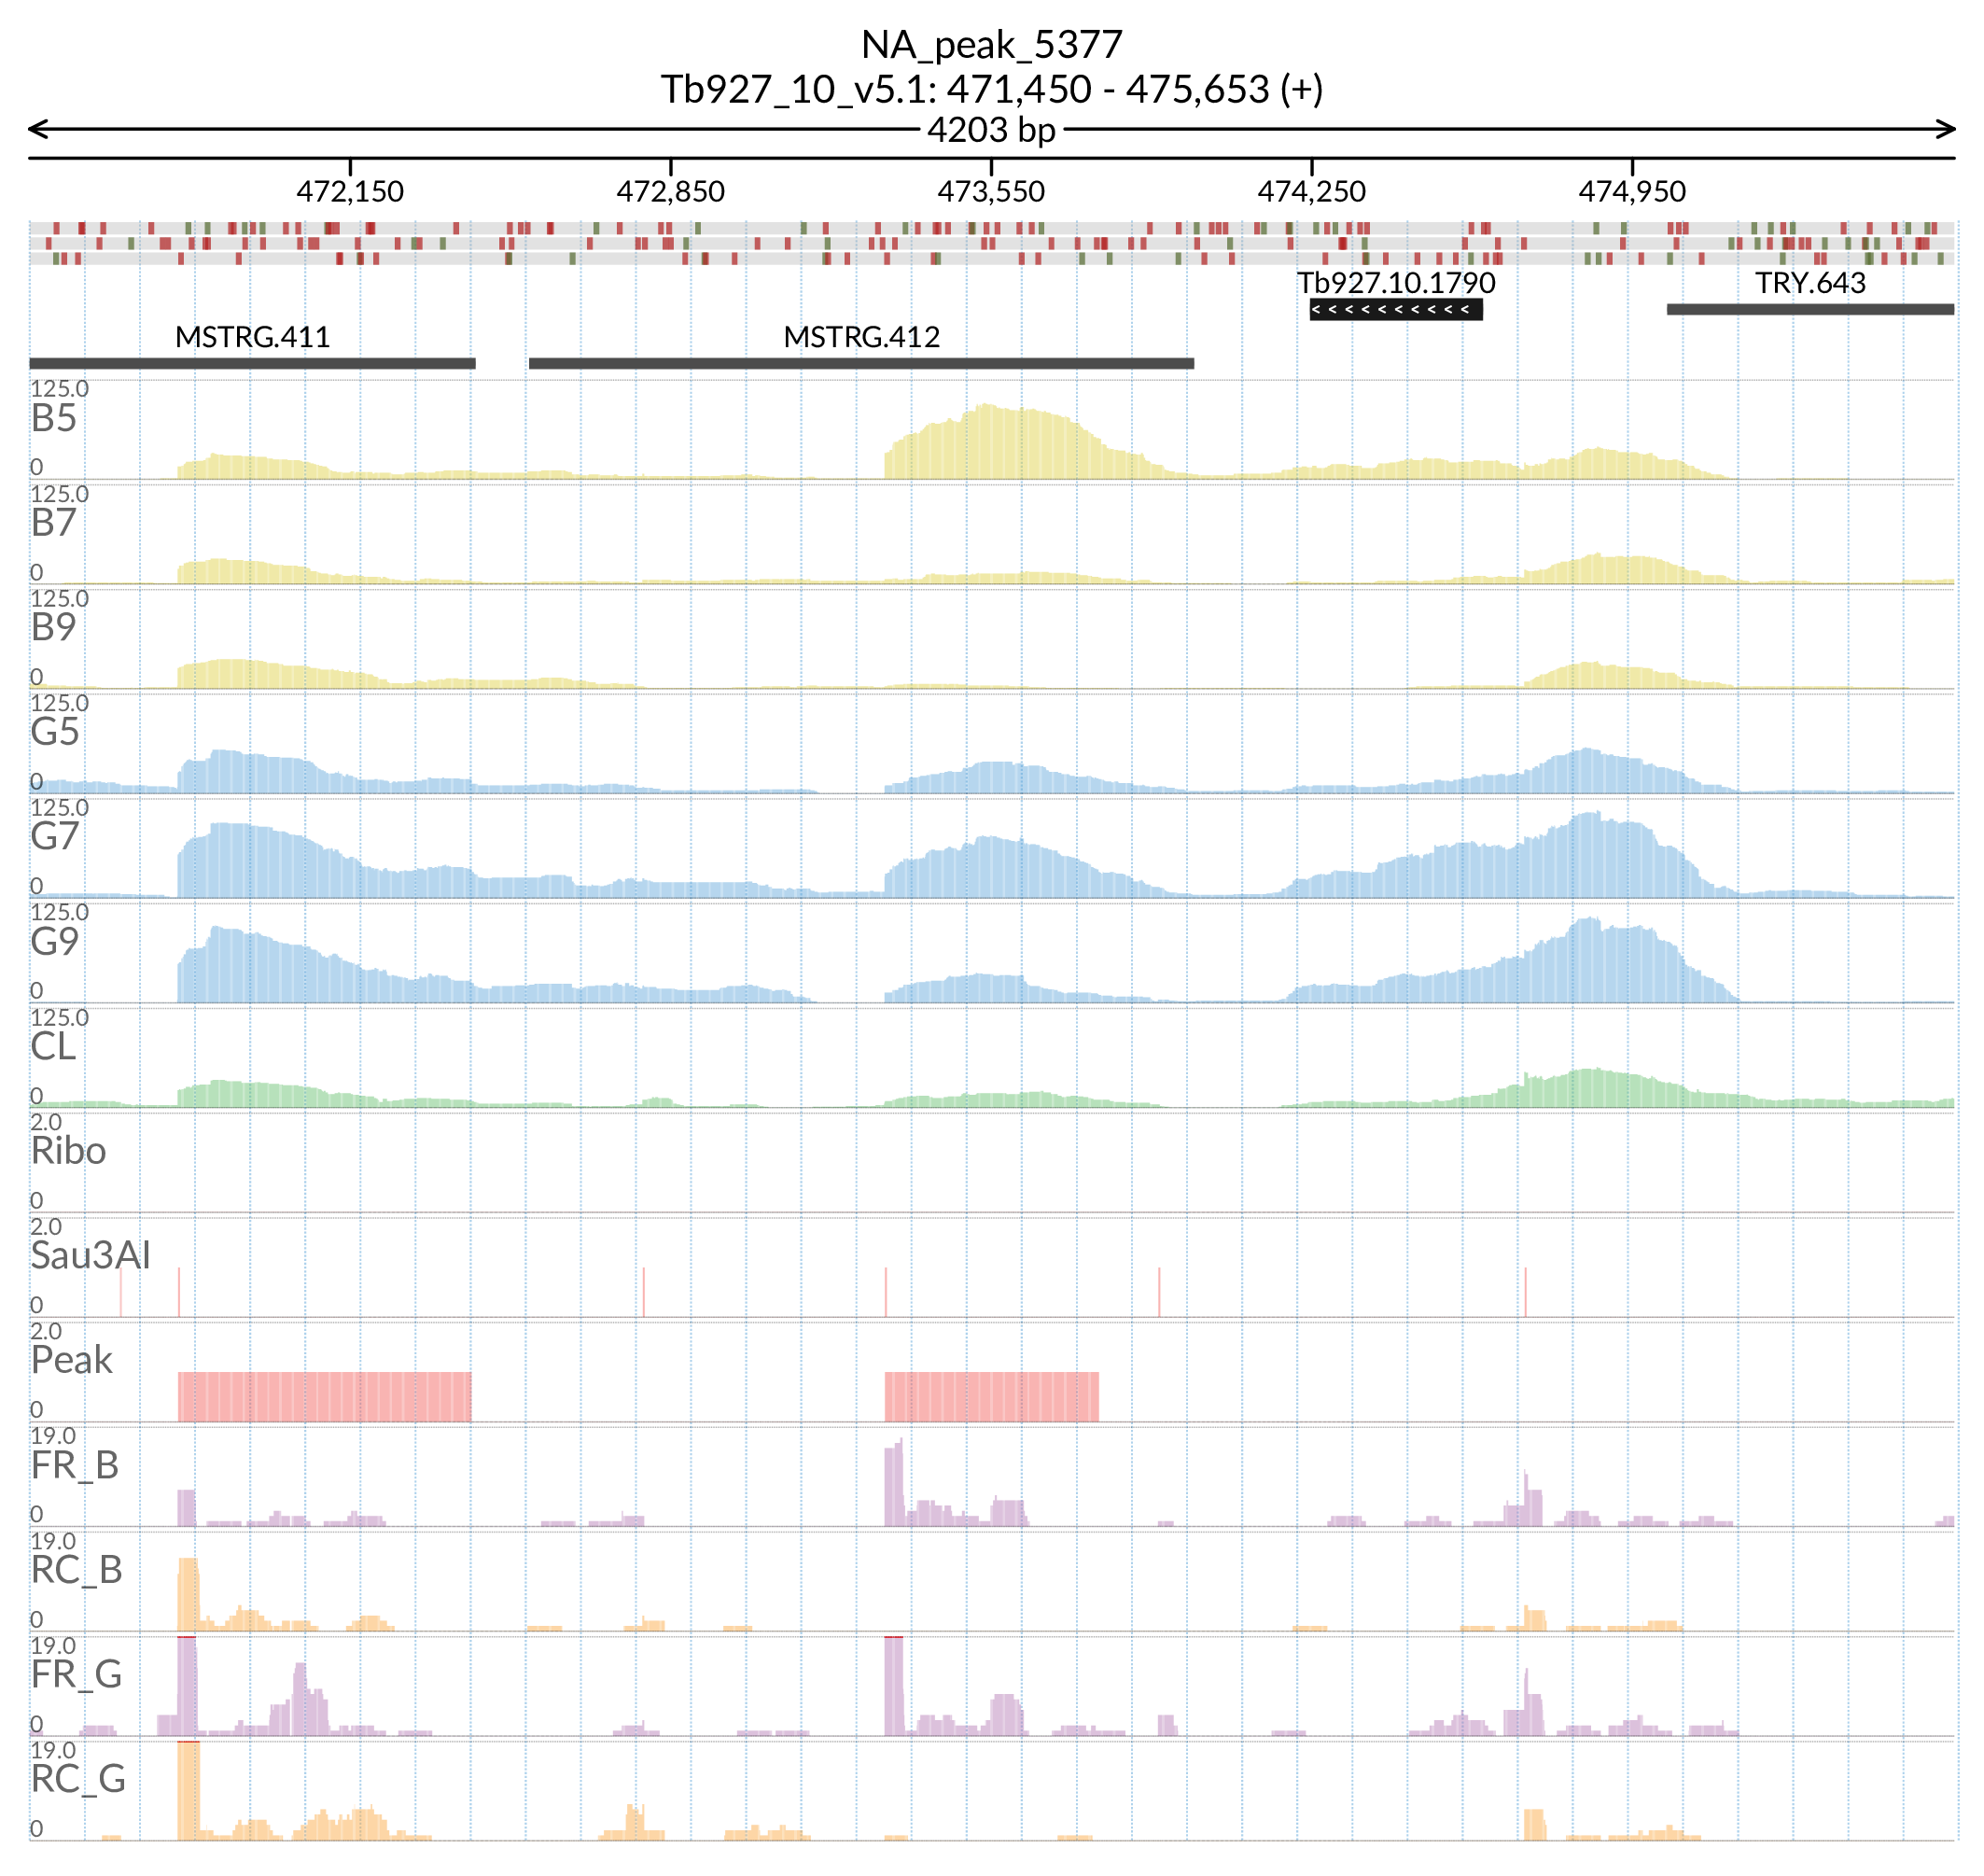 NA_peak_5377
Tb927_10_v5.1: 471,450 - 475,653 (+)
4203 bp
472,150 472,850 473,550 474,250 474,950
Tb927.10.1790 TRY.643
< < < < < < < < < <
MSTRG.411 MSTRG.412
125.0
B5
0
125.0
B7
0
125.0
B9
0
125.0
G5
0
125.0
G7
0
125.0
G9
0
125.0
CL
0
2.0
Ribo
0
2.0
Sau3AI
0
2.0
Peak
0
19.0
FR_B
0
19.0
RC_B
0
19.0
FR_G
0
19.0
RC_G
0